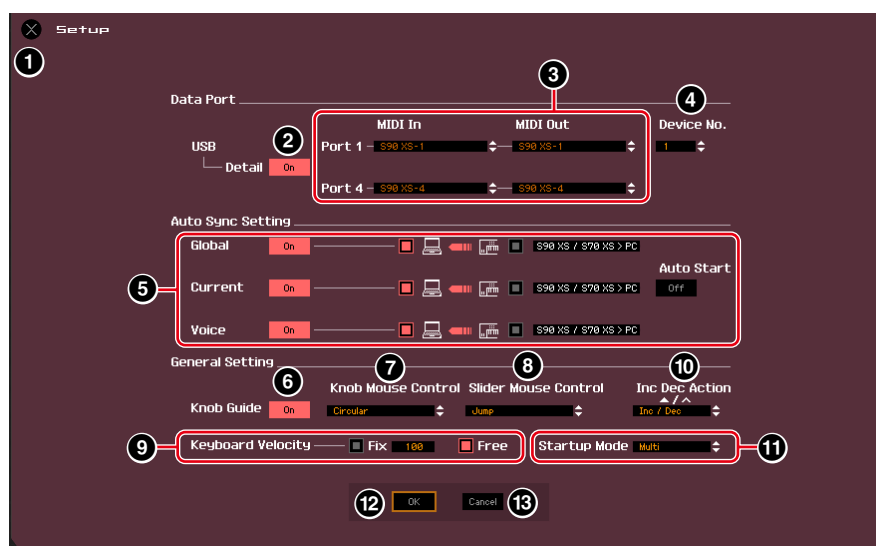 Setup
1
3
4
Data Port
MIDI In MIDI Out Device No.
2
USB Port 1 S90 XS-1 S90 XS-1 1
Detail On
Port 4 S90 XS-4 S90 XS-4
Auto Sync Setting
Global On S90 XS / S70 XS > PC
Auto Start
5
Current On S90 XS / S70 XS > PC Off
Voice On S90 XS / S70 XS > PC
General Setting
6 7 8 10
Knob Mouse Control Slider Mouse Control Inc Dec Action
Knob Guide On Circular Jump Inc / Dec
9 Keyboard Velocity Fix 100 Free Startup Mode Multi 11
12 OK Cancel 13